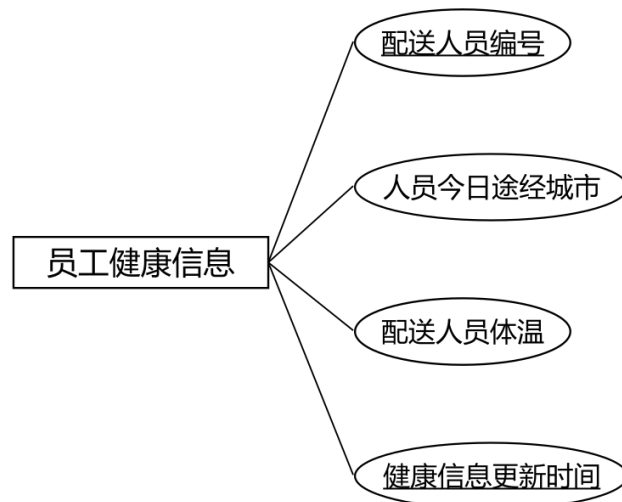 配送人员编号
人员今日途经城市
员工健康信息
配送人员体温
健康信息更新时间